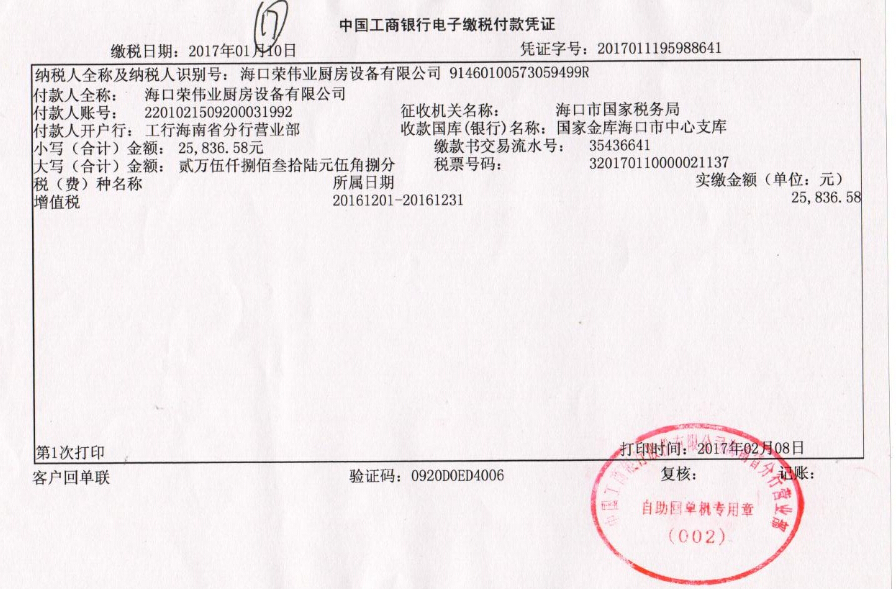 (17)
中国工商银行电子缴税付款凭证
缴税日期：2017年01月10日 凭证字号：2017011195988641
纳税人全称及纳税人识别号：海口荣伟业厨房设备有限公司 91460100573059499R
付款人全称： 海口荣伟业厨房设备有限公司
付款人账号： 2201021509200031992 征收机关名称： 海口市国家税务局
付款人开户行：工行海南省分行营业部 收款国库(银行)名称：国家金库海口市中心支库
小写（合计）金额：25,836.58元 缴款书交易流水号： 35436641
大写（合计）金额： 贰万伍仟捌佰叁拾陆元伍角捌分 税票号码： 320170110000021137
税（费）种名称 所属日期 实缴金额（单位：元）
增值税 20161201-20161231 25,836.58
第1次打印 打印时间：2017年02月08日
客户回单联 验证码：0920D0ED4006 复核： 记账：
中国工商银行股份有限公司海南省分行营业部
自助回单机专用章
(002)